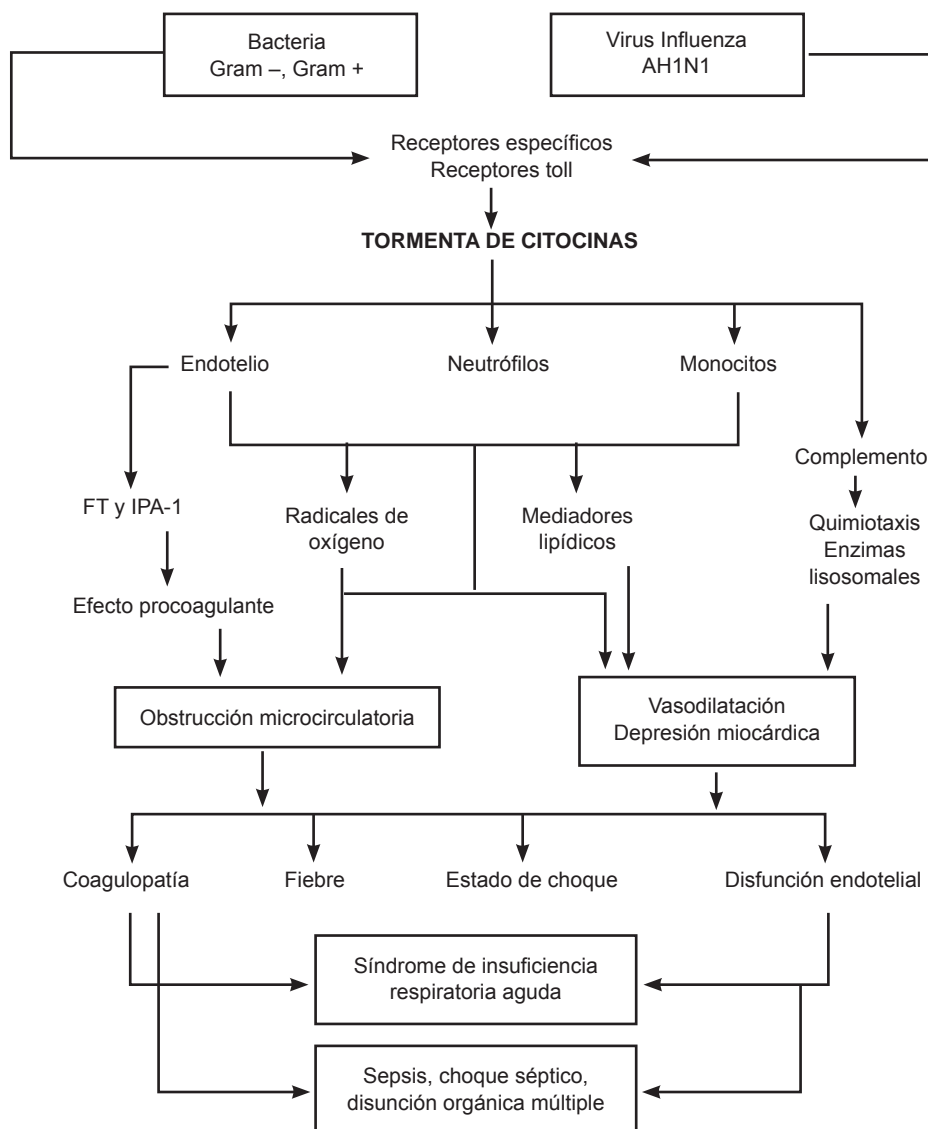 Bacteria
Gram –, Gram +
Virus Influenza
AH1N1
Receptores específicos
Receptores toll
TORMENTA DE CITOCINAS
Endotelio
Neutrófilos
Monocitos
Complemento
FT y IPA-1
Radicales de
oxígeno
Mediadores
lipídicos
Quimiotaxis
Enzimas
lisosomales
Efecto procoagulante
Obstrucción microcirculatoria
Vasodilatación
Depresión miocárdica
Coagulopatía
Fiebre
Estado de choque
Disfunción endotelial
Síndrome de insuficiencia
respiratoria aguda
Sepsis, choque séptico,
disunción orgánica múltiple